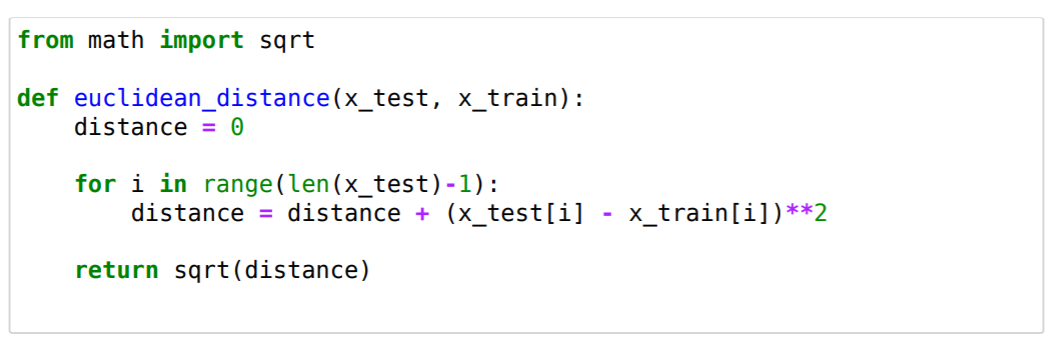 from math import sqrt
def euclidean_distance(x_test, x_train):
    distance = 0
    for i in range(len(x_test)-1):
        distance = distance + (x_test[i] - x_train[i])**2
    return sqrt(distance)